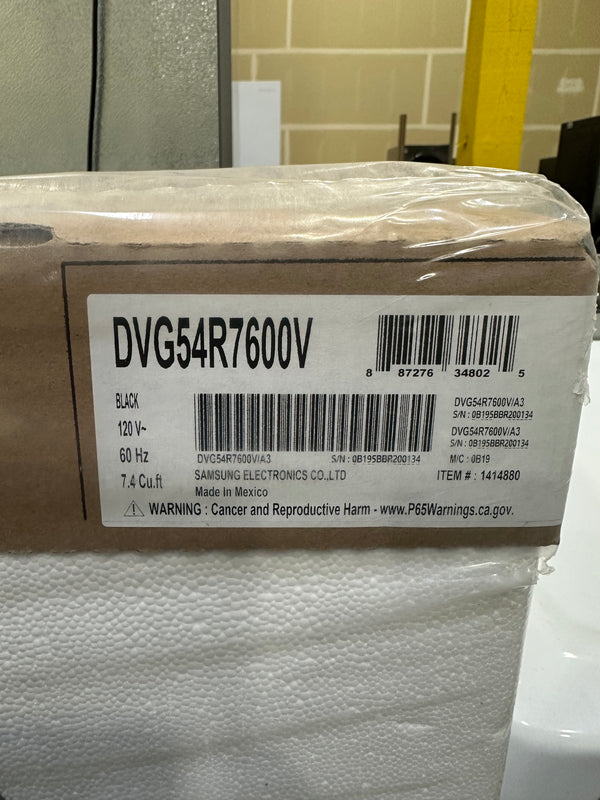 DVG54R7600V
8 87276 34802 5
BLACK
120 V~
60 Hz
7.4 Cu.ft
DVG54R7600V/A3
S/N : 0B195BBR200134
DVG54R7600V/A3
S/N : 0B195BBR200134
DVG54R7600V/A3
S/N : 0B195BBR200134
M/C : 0B19
SAMSUNG ELECTRONICS CO.,LTD
ITEM # : 1414880
Made In Mexico
WARNING : Cancer and Reproductive Harm - www.P65Warnings.ca.gov.